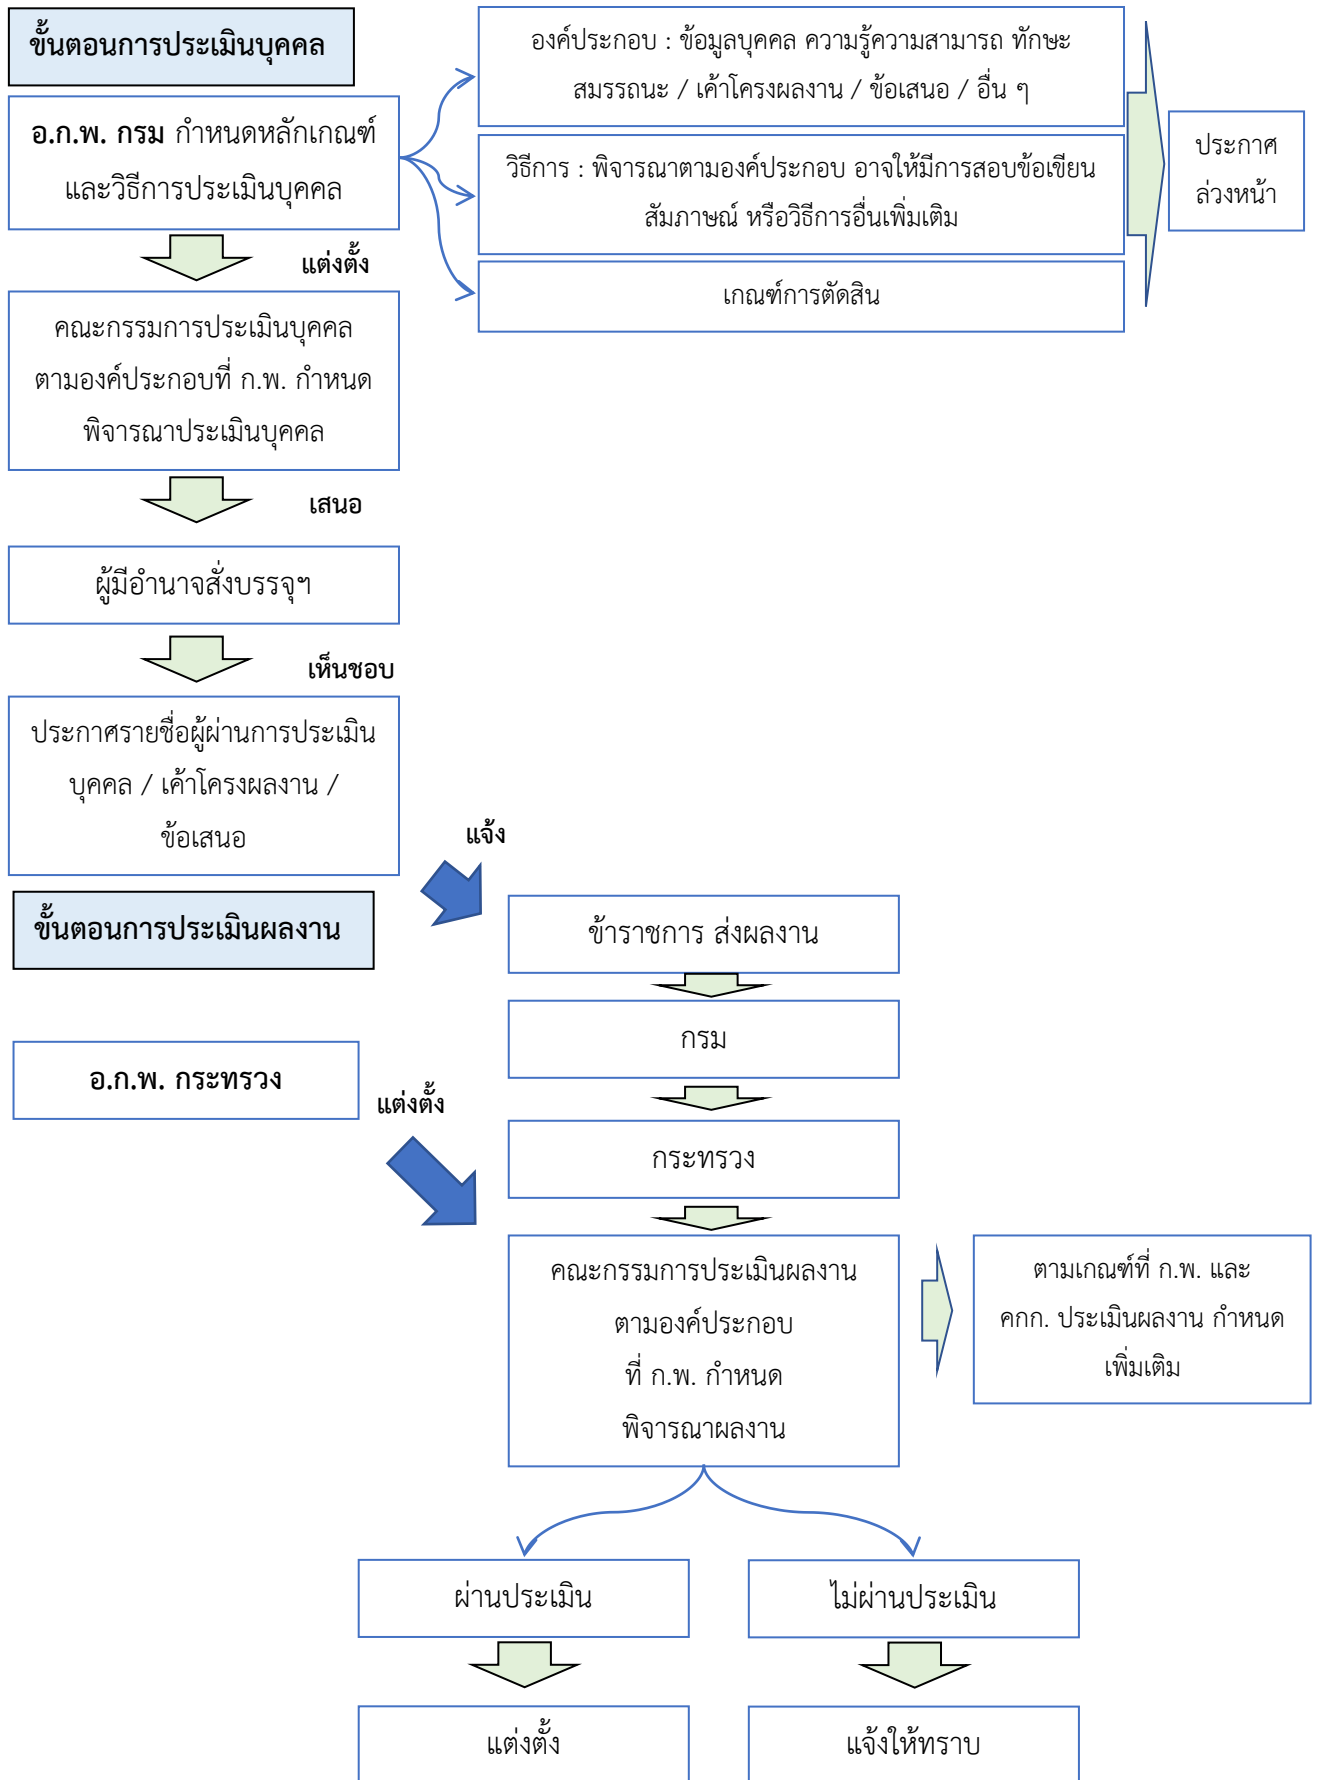 ขั้นตอนการประเมินบุคคล
อ.ก.พ. กรม กำหนดหลักเกณฑ์
และวิธีการประเมินบุคคล
องค์ประกอบ : ข้อมูลบุคคล ความรู้ความสามารถ ทักษะ
สมรรถนะ / เค้าโครงผลงาน / ข้อเสนอ / อื่น ๆ
วิธีการ : พิจารณาตามองค์ประกอบ อาจให้มีการสอบข้อเขียน
สัมภาษณ์ หรือวิธีการอื่นเพิ่มเติม
เกณฑ์การตัดสิน
ประกาศ
ล่วงหน้า
แต่งตั้ง
คณะกรรมการประเมินบุคคล
ตามองค์ประกอบที่ ก.พ. กำหนด
พิจารณาประเมินบุคคล
เสนอ
ผู้มีอำนาจสั่งบรรจุฯ
เห็นชอบ
ประกาศรายชื่อผู้ผ่านการประเมิน
บุคคล / เค้าโครงผลงาน /
ข้อเสนอ
แจ้ง
ขั้นตอนการประเมินผลงาน
ข้าราชการ ส่งผลงาน
กรม
อ.ก.พ. กระทรวง
แต่งตั้ง
กระทรวง
คณะกรรมการประเมินผลงาน
ตามองค์ประกอบ
ที่ ก.พ. กำหนด
พิจารณาผลงาน
ตามเกณฑ์ที่ ก.พ. และ
คกก. ประเมินผลงาน กำหนด
เพิ่มเติม
ผ่านประเมิน
ไม่ผ่านประเมิน
แต่งตั้ง
แจ้งให้ทราบ